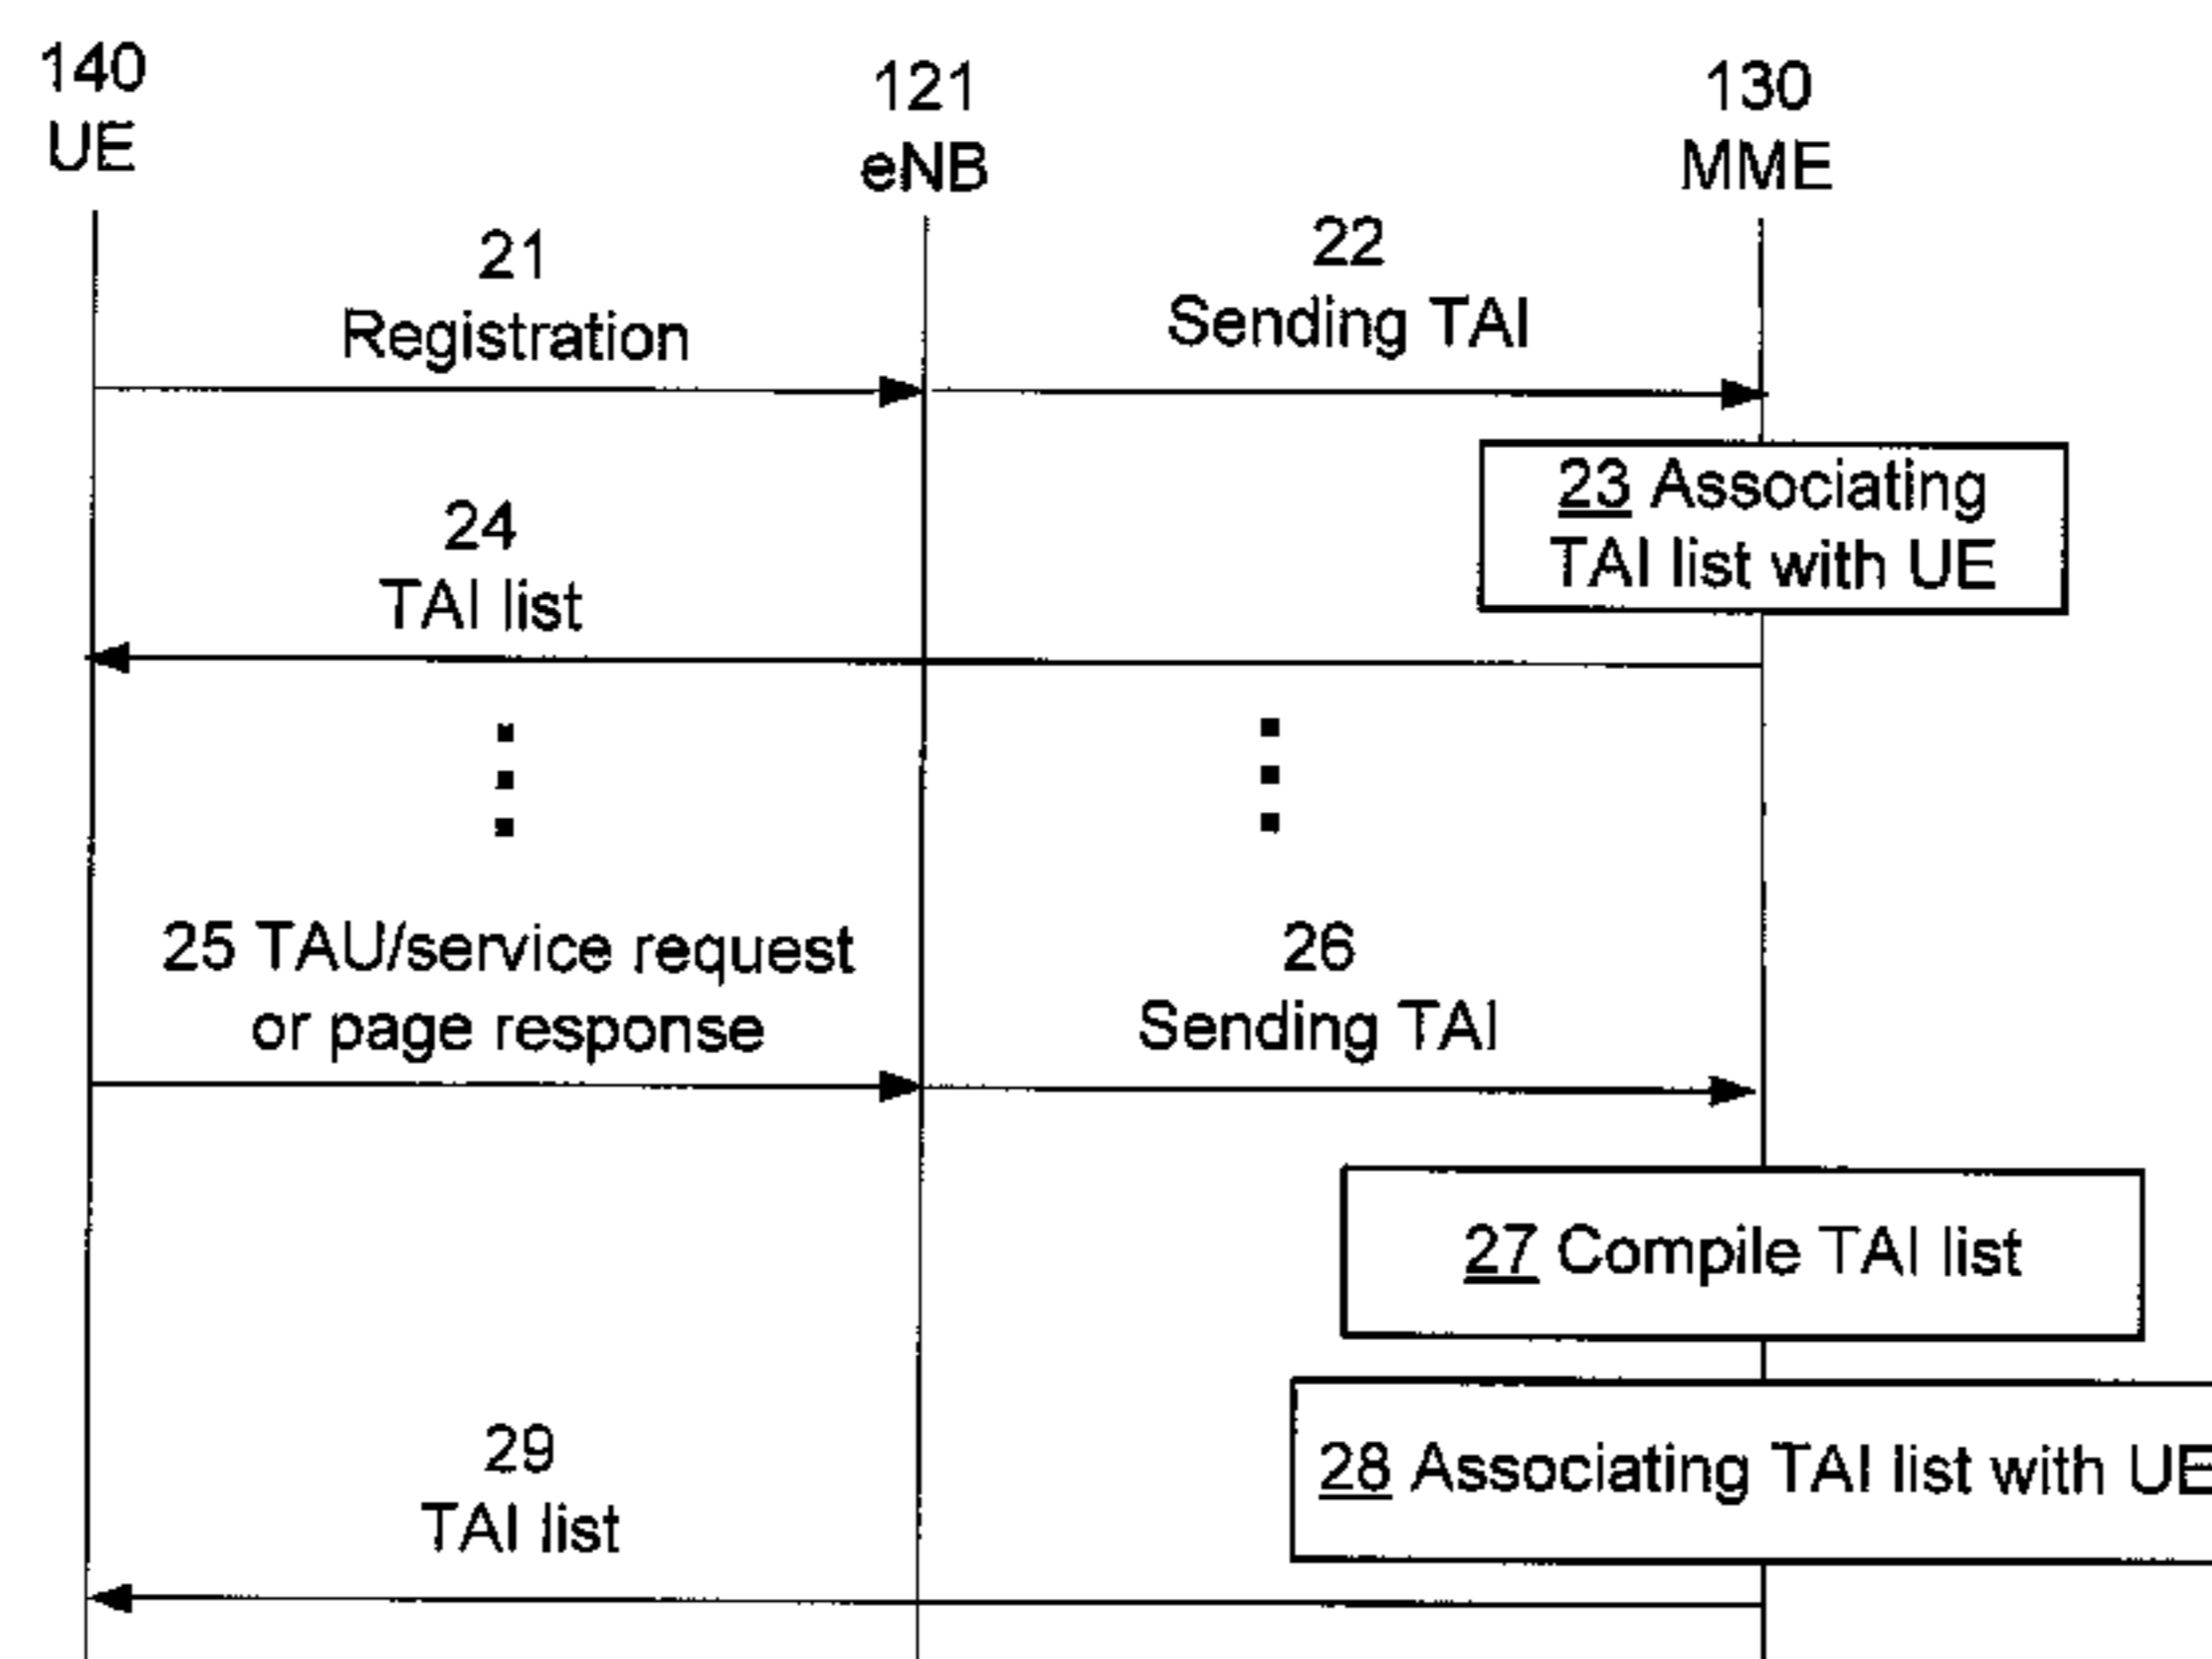 140
UE
121
eNB
130
MME
21
Registration
22
Sending TAI
23 Associating
TAI list with UE
24
TAI list
25 TAU/service request
or page response
26
Sending TAI
27 Compile TAI list
28 Associating TAI list with UE
29
TAI list